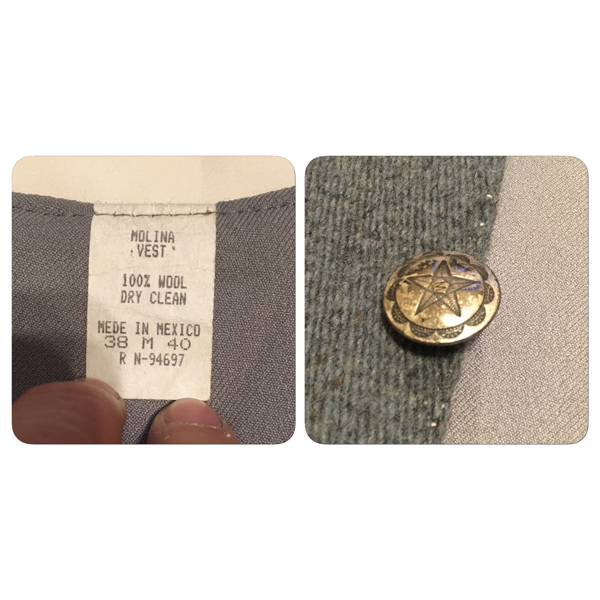 MOLINA
VEST
100% WOOL
DRY CLEAN
MEDE IN MEXICO
38 M 40
R N-94697